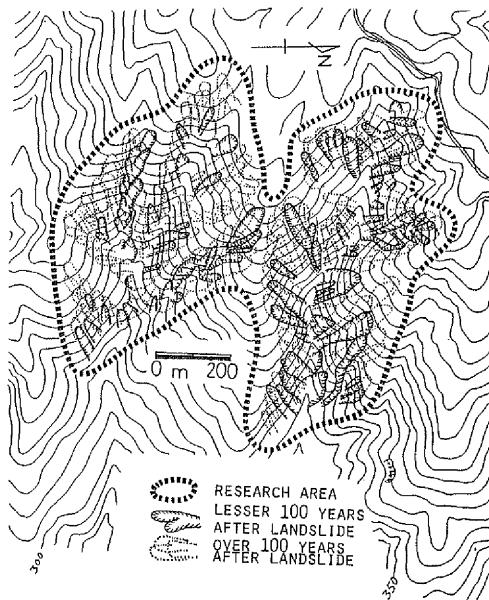 N
0 m 200
RESEARCH AREA
LESSER 100 YEARS
AFTER LANDSLIDE
OVER 100 YEARS
AFTER LANDSLIDE
300
350